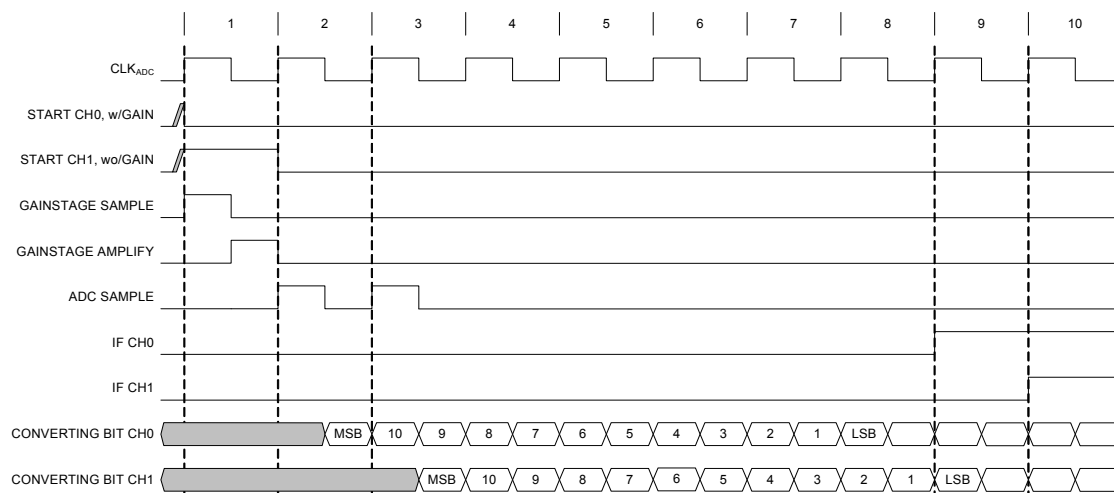 1 2 3 4 5 6 7 8 9 10
CLKADC
START CH0, w/GAIN
START CH1, wo/GAIN
GAINSTAGE SAMPLE
GAINSTAGE AMPLIFY
ADC SAMPLE
IF CH0
IF CH1
CONVERTING BIT CH0 MSB 10 9 8 7 6 5 4 3 2 1 LSB
CONVERTING BIT CH1 MSB 10 9 8 7 6 5 4 3 2 1 LSB